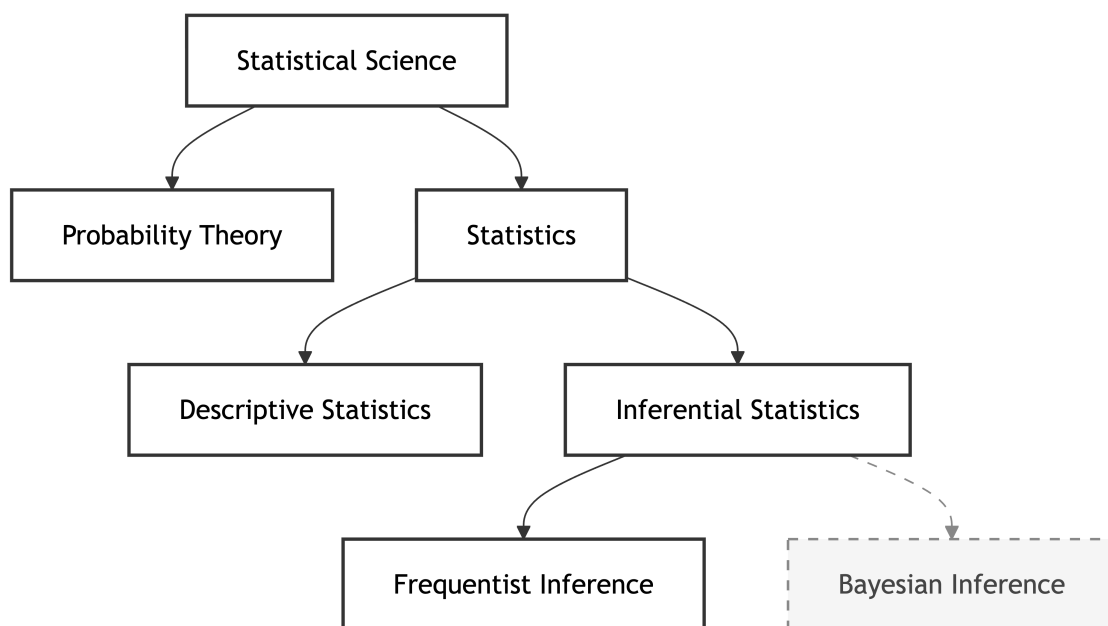 Statistical Science
Probability Theory
Statistics
Descriptive Statistics
Inferential Statistics
Frequentist Inference
Bayesian Inference